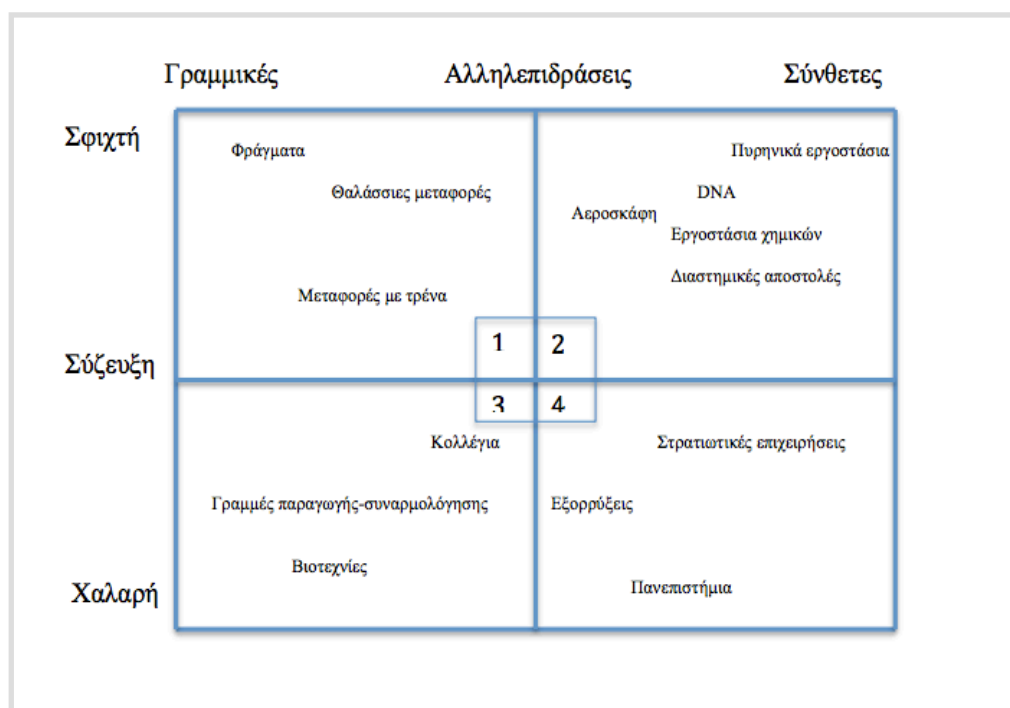 Γραμμικές Αλληλεπιδράσεις Σύνθετες
Σφιχτή
Φράγματα Πυρηνικά εργοστάσια
Θαλάσσιες μεταφορές DNA
Αεροσκάφη
Εργοστάσια χημικών
Διαστημικές αποστολές
Μεταφορές με τρένα
1 2
Σύζευξη
3 4
Κολλέγια Στρατιωτικές επιχειρήσεις
Γραμμές παραγωγής-συναρμολόγησης Εξορρύξεις
Βιοτεχνίες
Χαλαρή Πανεπιστήμια